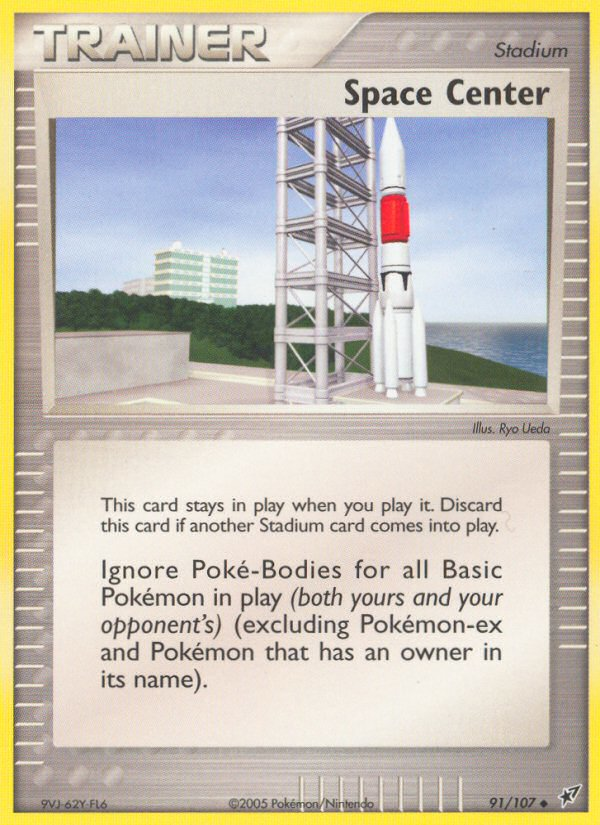 TRAINER
Stadium
Space Center
Illus. Ryo Ueda
This card stays in play when you play it. Discard
this card if another Stadium card comes into play.
Ignore Poké-Bodies for all Basic
Pokémon in play (both yours and your
opponent's) (excluding Pokémon-ex
and Pokémon that has an owner in
its name).
9VJ-62Y-FL6
©2005 Pokémon/Nintendo
91/107